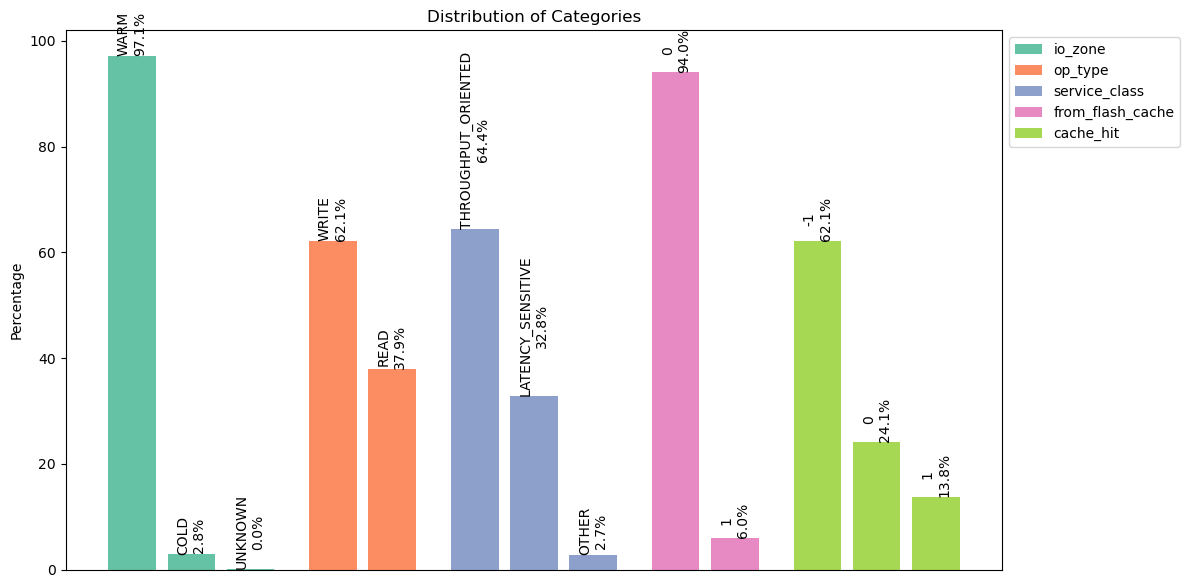 Distribution of Categories
Percentage
100
80
60
40
20
0
WARM
97.1%
COLD
2.8%
UNKNOWN
0.0%
WRITE
62.1%
READ
37.9%
THROUGHPUT_ORIENTED
64.4%
LATENCY_SENSITIVE
32.8%
OTHER
2.7%
0
94.0%
1
6.0%
-1
62.1%
0
24.1%
1
13.8%
io_zone
op_type
service_class
from_flash_cache
cache_hit